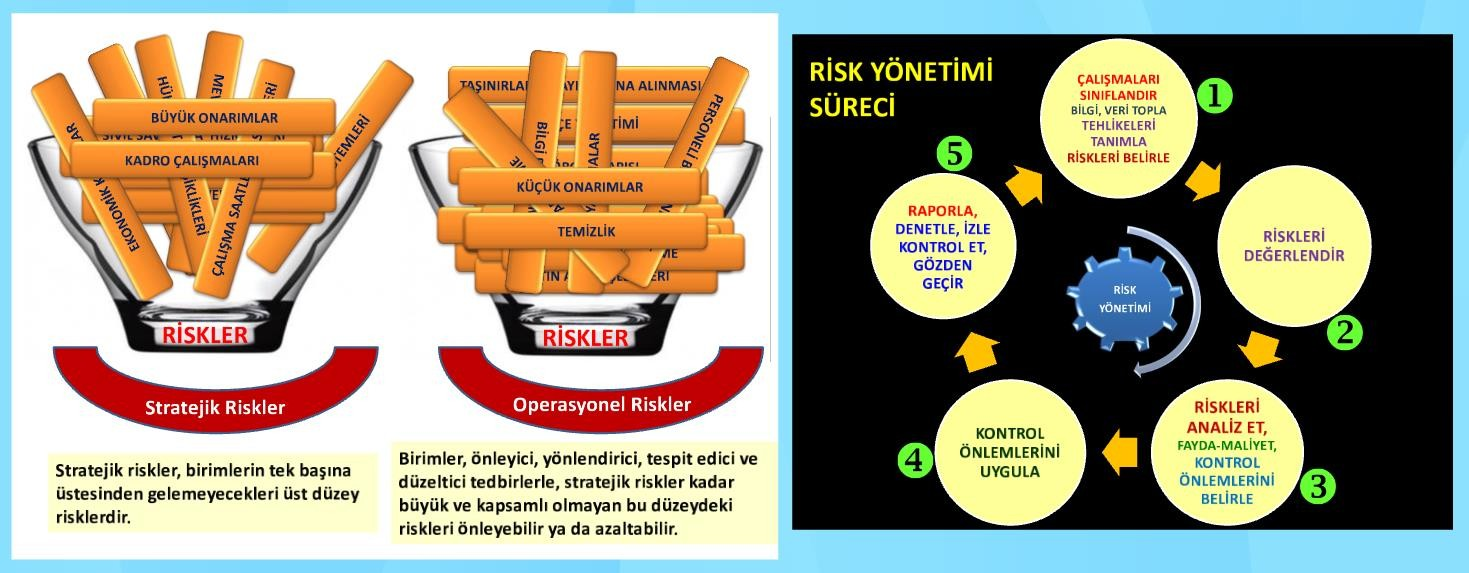 BÜYÜK ONARIMLAR
KADRO ÇALIŞMALARI
EKONOMİK
ÇALIŞMA
RİSKLER
Stratejik Riskler
Stratejik riskler, birimlerin tek başına
üstesinden gelemeyecekleri üst düzey
risklerdir.
BİLGİ
PERSONELİ
KÜÇÜK ONARIMLAR
TEMİZLİK
RİSKLER
Operasyonel Riskler
Birimler, önleyici, yönlendirici, tespit edici ve
düzeltici tedbirlerle, stratejik riskler kadar
büyük ve kapsamlı olmayan bu düzeydeki
riskleri önleyebilir ya da azaltabilir.
RİSK YÖNETİMİ
SÜRECİ
1
ÇALIŞMALARI
SINIFLANDIR
BİLGİ, VERİ TOPLA
TEHLİKELERİ
TANIMLA
RİSKLERİ BELİRLE
2
RİSKLERİ
DEĞERLENDİR
3
RİSKLERİ
ANALİZ ET,
FAYDA-MALİYET,
KONTROL
ÖNLEMLERİNİ
BELİRLE
4
KONTROL
ÖNLEMLERİNİ
UYGULA
5
RAPORLA,
DENETLE, İZLE
KONTROL ET,
GÖZDEN
GEÇİR
RİSK
YÖNETİMİ